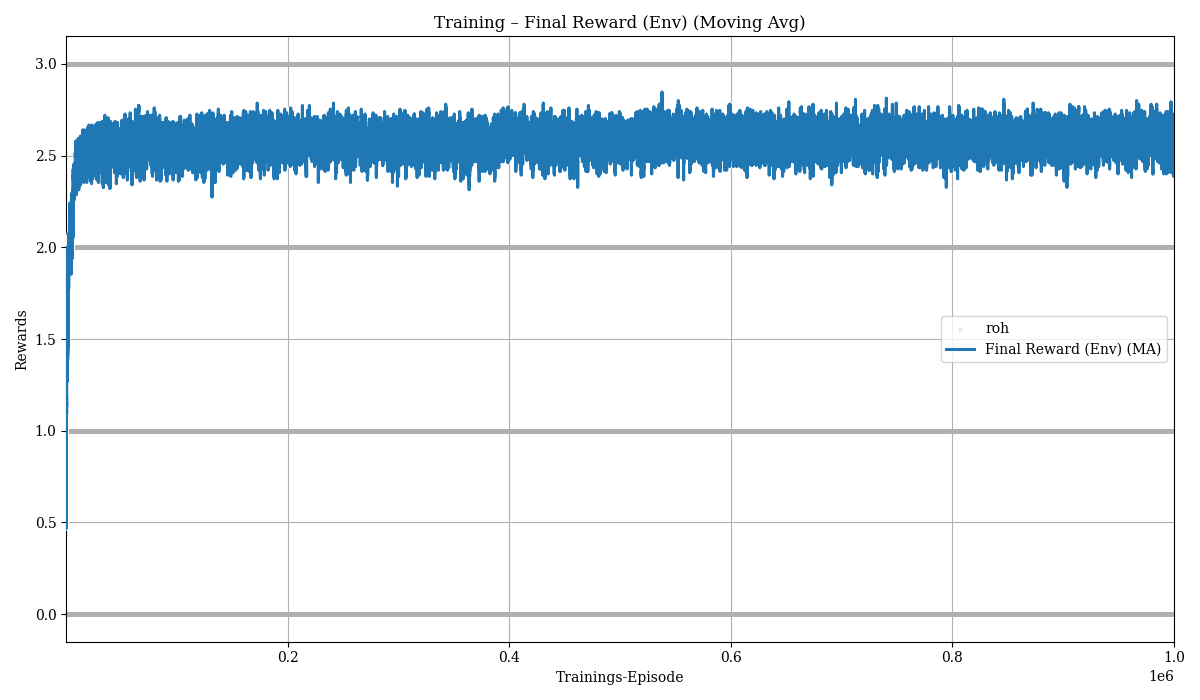 Training – Final Reward (Env) (Moving Avg)
3.0
2.5
2.0
1.5
1.0
0.5
0.0
Rewards
roh
Final Reward (Env) (MA)
0.2 0.4 0.6 0.8 1.0
1e6
Trainings-Episode